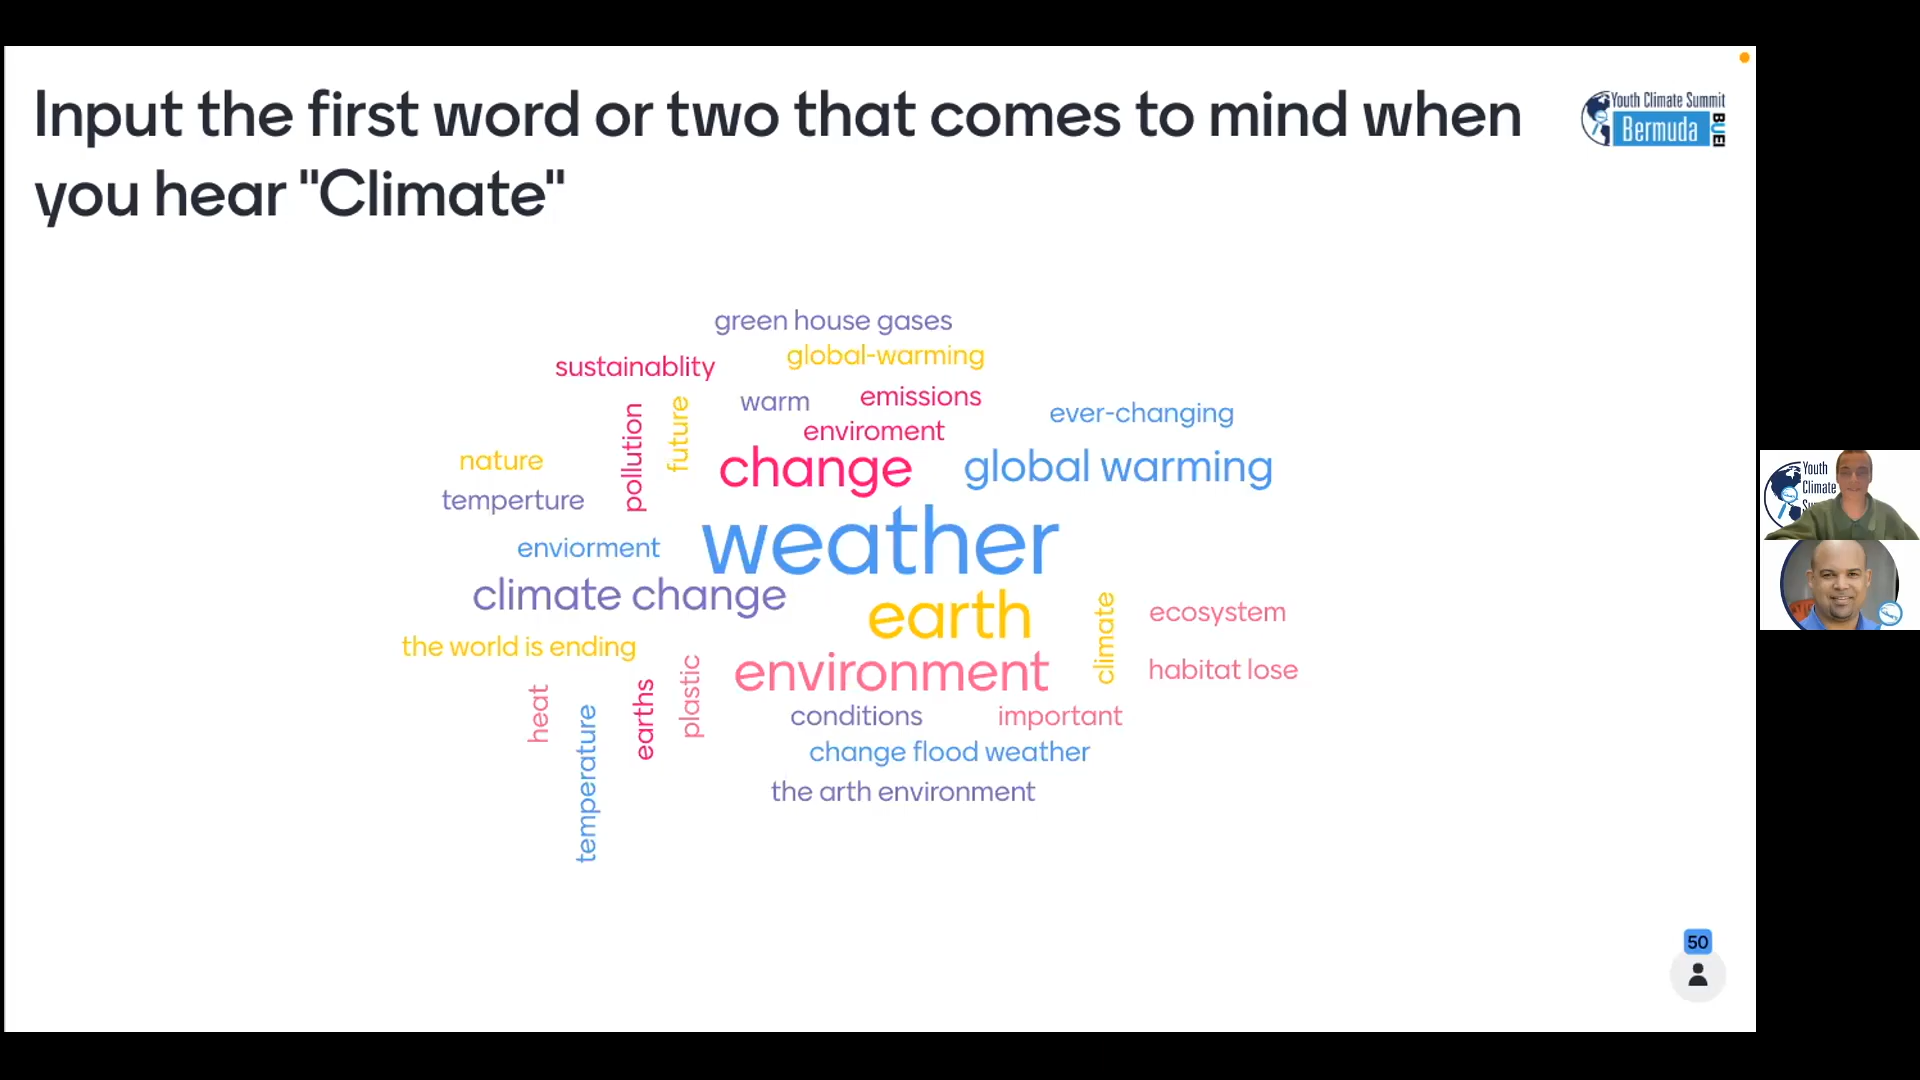 Input the first word or two that comes to mind when
you hear "Climate"
Youth Climate Summit
Bermuda
BUEI
green house gases
global-warming
sustainablity
warm
emissions
ever-changing
future
pollution
enviroment
nature
change
global warming
temperture
weather
enviorment
climate change
earth
climate
ecosystem
the world is ending
environment
habitat lose
heat
temperature
earths
plastic
conditions
important
change flood weather
the arth environment
50
Youth
Climate